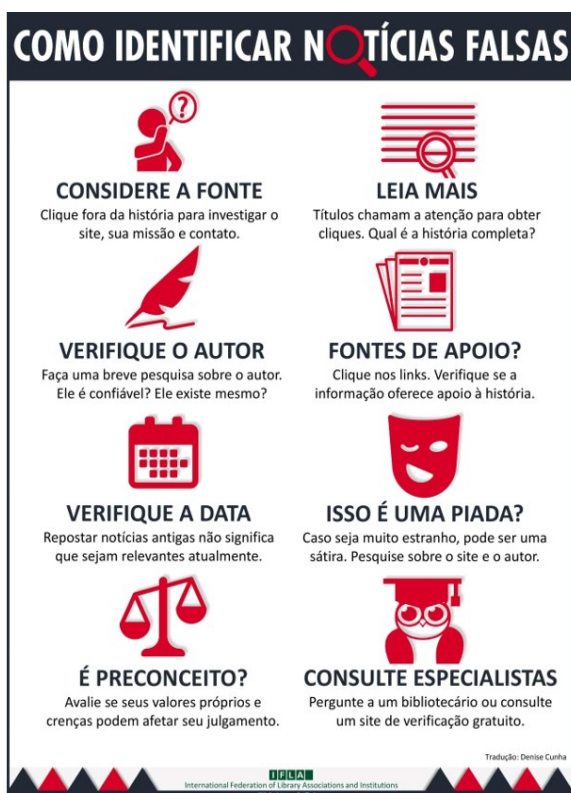 COMO IDENTIFICAR NOTÍCIAS FALSAS
?
CONSIDERE A FONTE
Clique fora da história para investigar o
site, sua missão e contato.
LEIA MAIS
Títulos chamam a atenção para obter
cliques. Qual é a história completa?
VERIFIQUE O AUTOR
Faça uma breve pesquisa sobre o autor.
Ele é confiável? Ele existe mesmo?
FONTES DE APOIO?
Clique nos links. Verifique se a
informação oferece apoio à história.
VERIFIQUE A DATA
Repostar notícias antigas não significa
que sejam relevantes atualmente.
ISSO É UMA PIADA?
Caso seja muito estranho, pode ser uma
sátira. Pesquise sobre o site e o autor.
É PRECONCEITO?
Avalie se seus valores próprios e
crenças podem afetar seu julgamento.
CONSULTE ESPECIALISTAS
Pergunte a um bibliotecário ou consulte
um site de verificação gratuito.
Tradução: Denise Cunha
IFLA
International Federation of Library Associations and Institutions